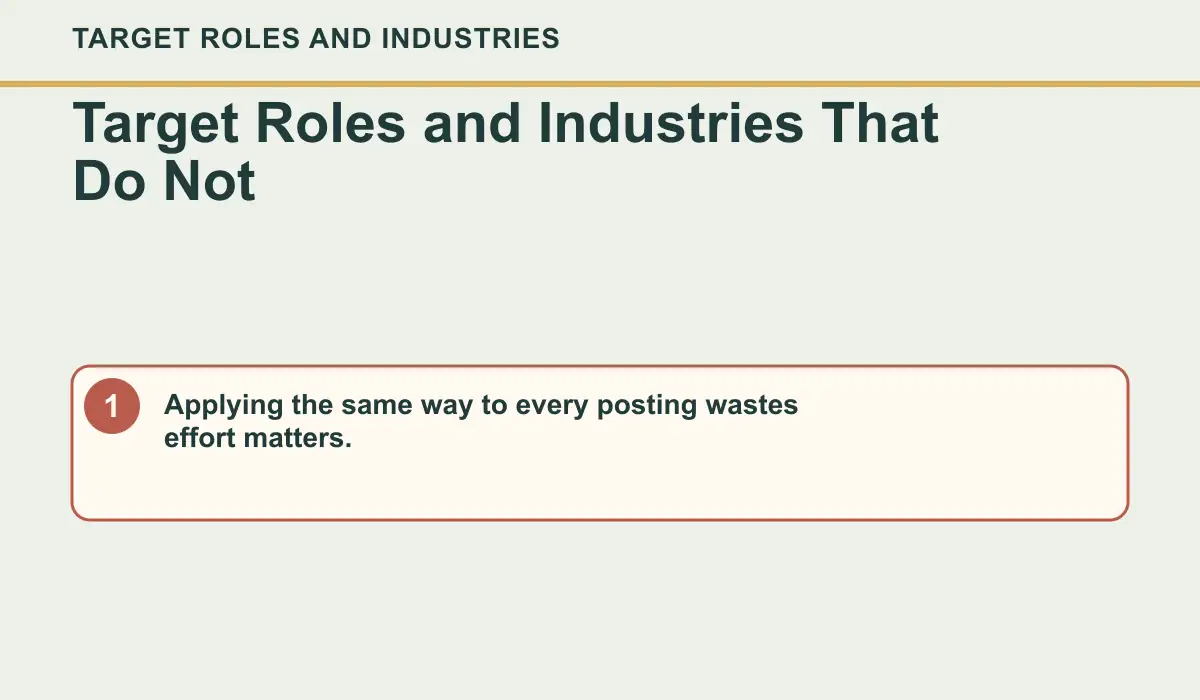 TARGET ROLES AND INDUSTRIES
Target Roles and Industries That
Do Not
1
Applying the same way to every posting wastes
effort matters.